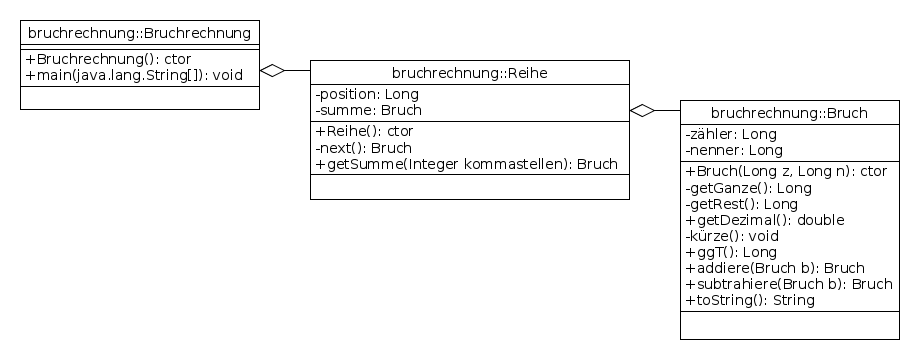 bruchrechnung::Bruchrechnung
+Bruchrechnung(): ctor
+main(java.lang.String[]): void
bruchrechnung::Reihe
-position: Long
-summe: Bruch
+Reihe(): ctor
-next(): Bruch
+getSumme(Integer kommastellen): Bruch
bruchrechnung::Bruch
-zähler: Long
-nenner: Long
+Bruch(Long z, Long n): ctor
-getGanze(): Long
-getRest(): Long
+getDezimal(): double
-kürze(): void
+ggT(): Long
+addiere(Bruch b): Bruch
+subtrahiere(Bruch b): Bruch
+toString(): String